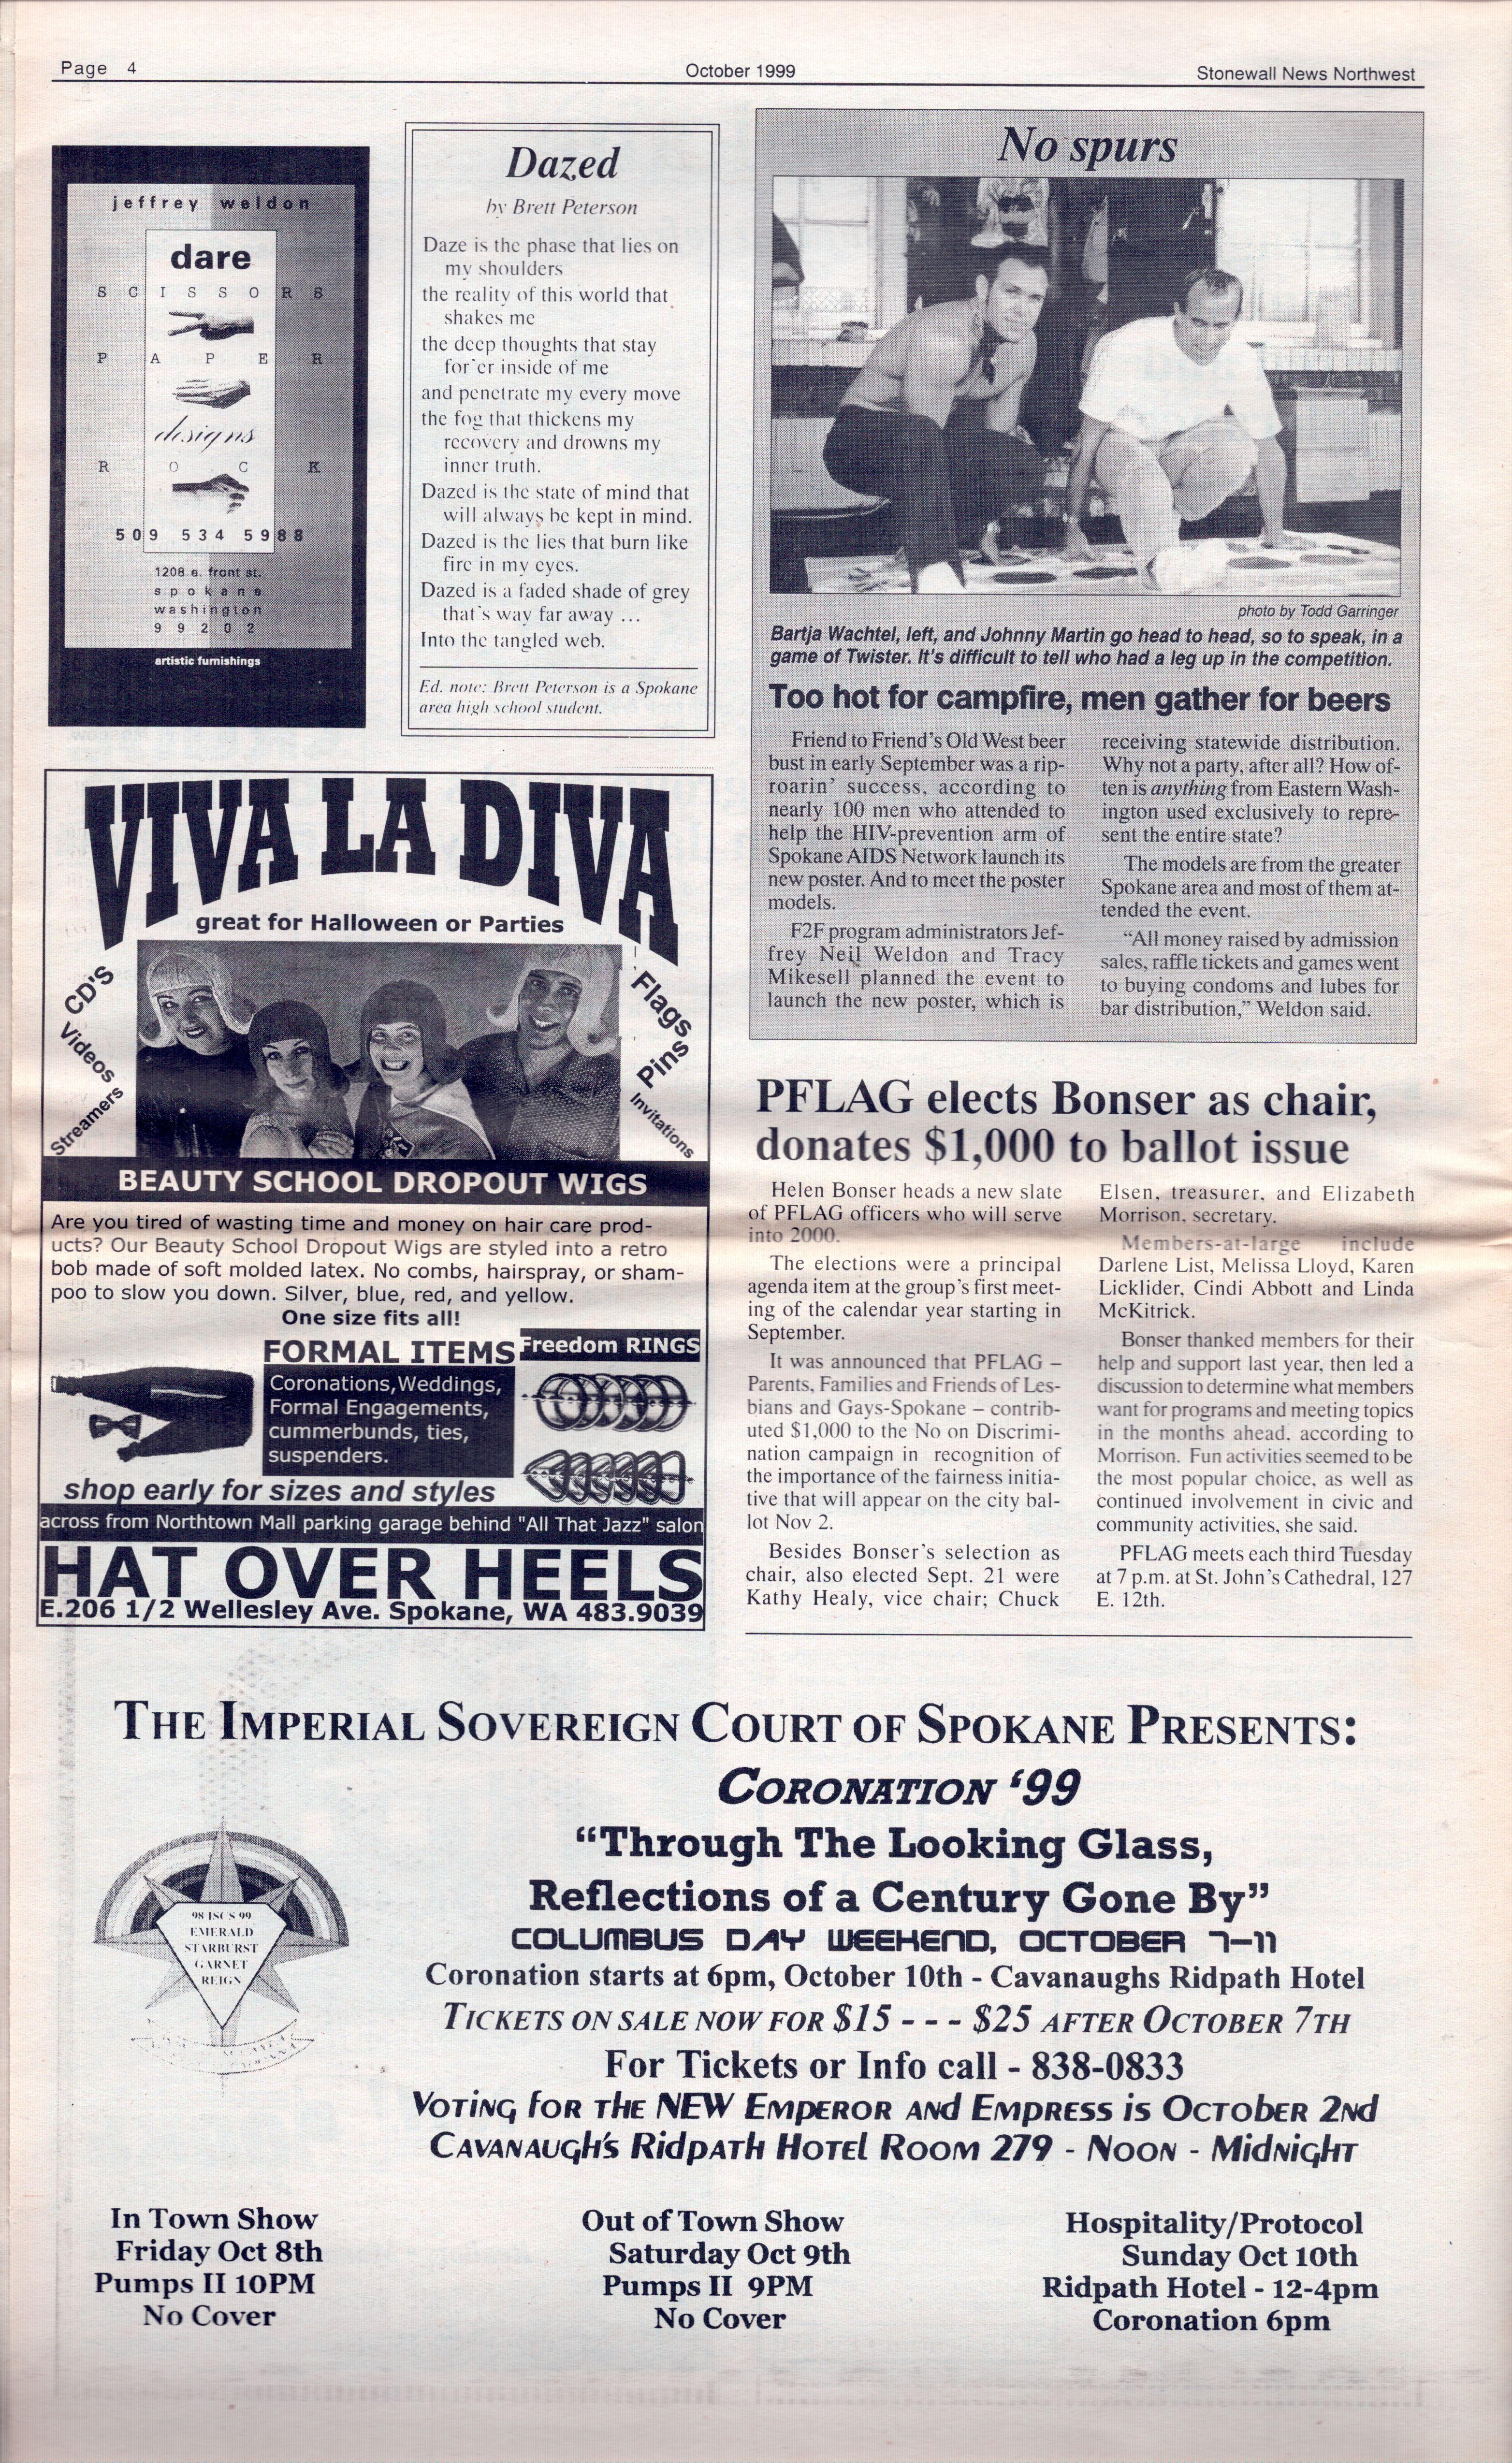 Page 4
October 1999
Stonewall News Northwest
jeffrey weldon
dare
SCISSORS
PAPER
designs
ROCK
509 534 5988
1208 e. front st.
spokane
washington
99202
artistic furnishings
Dazed
by Brett Peterson
Daze is the phase that lies on
my shoulders
the reality of this world that
shakes me
the deep thoughts that stay
for'er inside of me
and penetrate my every move
the fog that thickens my
recovery and drowns my
inner truth.
Dazed is the state of mind that
will always be kept in mind.
Dazed is the lies that burn like
fire in my eyes.
Dazed is a faded shade of grey
that's way far away ...
Into the tangled web.
Ed. note: Brett Peterson is a Spokane
area high school student.
No spurs
photo by Todd Garringer
Bartja Wachtel, left, and Johnny Martin go head to head, so to speak, in a
game of Twister. It's difficult to tell who had a leg up in the competition.
Too hot for campfire, men gather for beers
Friend to Friend's Old West beer
bust in early September was a rip-
roarin' success, according to
nearly 100 men who attended to
help the HIV-prevention arm of
Spokane AIDS Network launch its
new poster. And to meet the poster
models.
F2F program administrators Jef-
frey Neil Weldon and Tracy
Mikesell planned the event to
launch the new poster, which is
receiving statewide distribution.
Why not a party, after all? How of-
ten is anything from Eastern Wash-
ington used exclusively to repre-
sent the entire state?
The models are from the greater
Spokane area and most of them at-
tended the event.
"All money raised by admission
sales, raffle tickets and games went
to buying condoms and lubes for
bar distribution," Weldon said.
VIVA LA DIVA
great for Halloween or Parties
CD'S
Videos
Streamers
Flags
Pins
Invitations
BEAUTY SCHOOL DROPOUT WIGS
Are you tired of wasting time and money on hair care prod-
ucts? Our Beauty School Dropout Wigs are styled into a retro
bob made of soft molded latex. No combs, hairspray, or sham-
poo to slow you down. Silver, blue, red, and yellow.
One size fits all!
FORMAL ITEMS
Coronations,Weddings,
Formal Engagements,
cummerbunds, ties,
suspenders.
Freedom RINGS
shop early for sizes and styles
across from Northtown Mall parking garage behind "All That Jazz" salon
HAT OVER HEELS
E.206 1/2 Wellesley Ave. Spokane, WA 483.9039
PFLAG elects Bonser as chair,
donates $1,000 to ballot issue
Helen Bonser heads a new slate
of PFLAG officers who will serve
into 2000.
The elections were a principal
agenda item at the group's first meet-
ing of the calendar year starting in
September.
It was announced that PFLAG –
Parents, Families and Friends of Les-
bians and Gays-Spokane – contrib-
uted $1,000 to the No on Discrimi-
nation campaign in recognition of
the importance of the fairness initia-
tive that will appear on the city bal-
lot Nov 2.
Besides Bonser's selection as
chair, also elected Sept. 21 were
Kathy Healy, vice chair; Chuck
Elsen, treasurer, and Elizabeth
Morrison, secretary.
Members-at-large include
Darlene List, Melissa Lloyd, Karen
Licklider, Cindi Abbott and Linda
McKitrick.
Bonser thanked members for their
help and support last year, then led a
discussion to determine what members
want for programs and meeting topics
in the months ahead, according to
Morrison. Fun activities seemed to be
the most popular choice, as well as
continued involvement in civic and
community activities, she said.
PFLAG meets each third Tuesday
at 7 p.m. at St. John's Cathedral, 127
E. 12th.
THE IMPERIAL SOVEREIGN COURT OF SPOKANE PRESENTS:
CORONATION '99
"Through The Looking Glass,
Reflections of a Century Gone By"
COLUMBUS DAY WEEKEND, OCTOBER 7-11
Coronation starts at 6pm, October 10th - Cavanaughs Ridpath Hotel
TICKETS ON SALE NOW FOR $15 - - - $25 AFTER OCTOBER 7TH
For Tickets or Info call - 838-0833
VOTING FOR THE NEW EMPEROR ANd EMPRESS is OCTOBER 2Nd
CAVANAUGH'S RIdPATH HOTEL ROOM 279 - NOON - MIdNIGHT
98 ISCS 99
EMERALD
STARBURST
GARNET
REIGN
In Town Show
Friday Oct 8th
Pumps II 10PM
No Cover
Out of Town Show
Saturday Oct 9th
Pumps II 9PM
No Cover
Hospitality/Protocol
Sunday Oct 10th
Ridpath Hotel - 12-4pm
Coronation 6pm